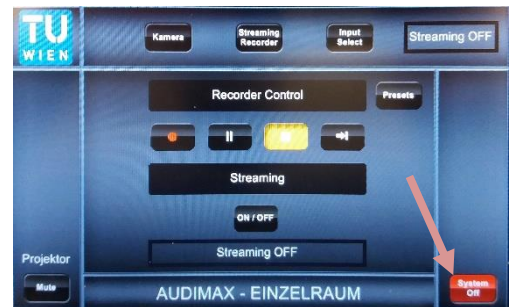 TU
WIEN
Kamera
Streaming
Recorder
Input
Select
Streaming OFF
Recorder Control
Presets
Streaming
ON / OFF
Streaming OFF
Projektor
Mute
AUDIMAX - EINZELRAUM
System
Off